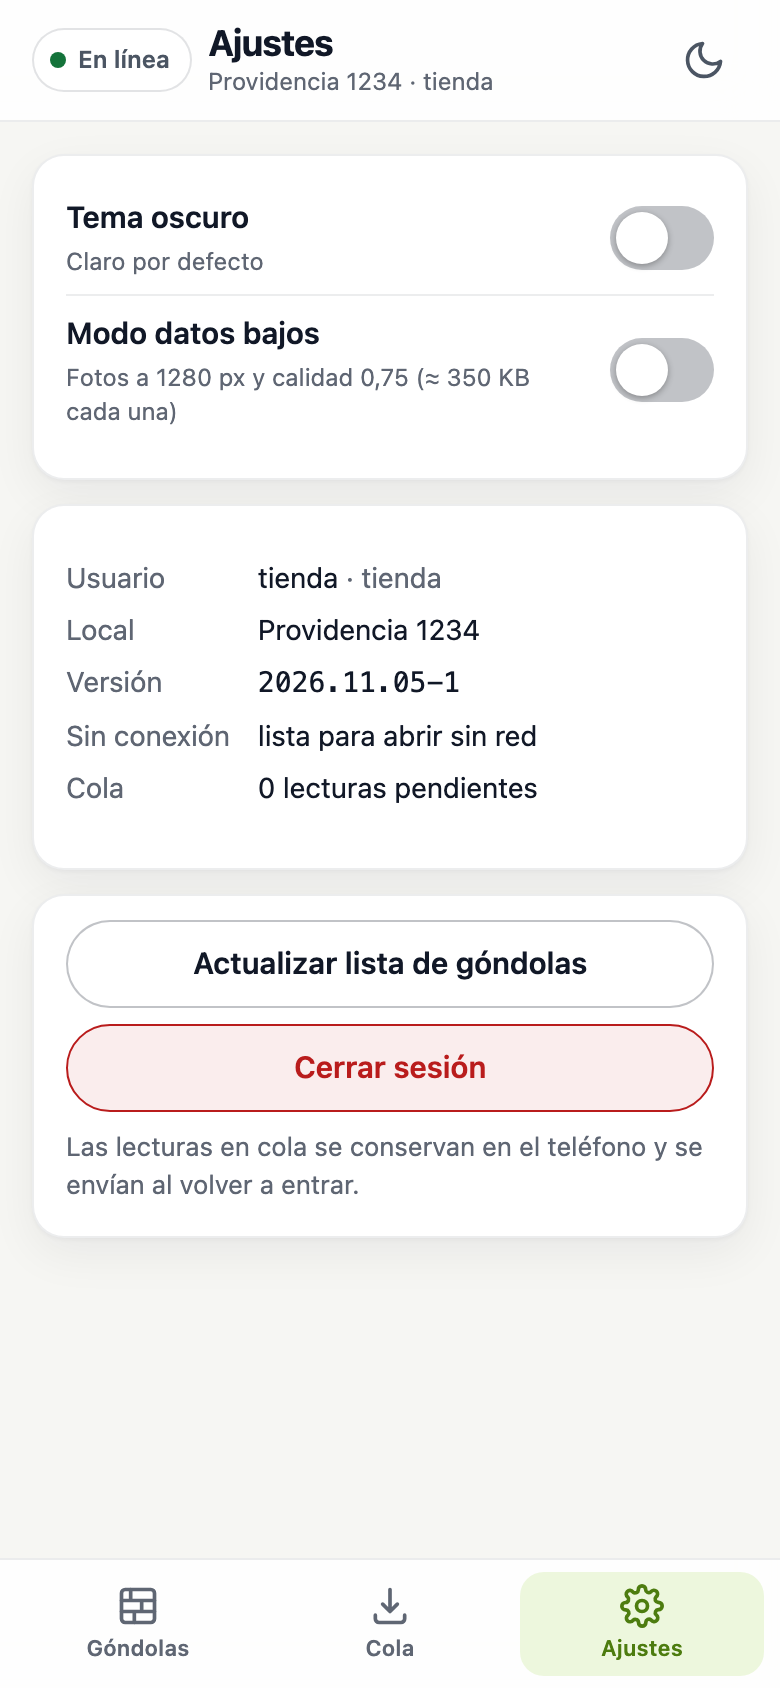 En línea
Ajustes
Providencia 1234 · tienda
Tema oscuro
Claro por defecto
Modo datos bajos
Fotos a 1280 px y calidad 0,75 (≈ 350 KB
cada una)
Usuario tienda · tienda
Local Providencia 1234
Versión 2026.11.05-1
Sin conexión lista para abrir sin red
Cola 0 lecturas pendientes
Actualizar lista de góndolas
Cerrar sesión
Las lecturas en cola se conservan en el teléfono y se
envían al volver a entrar.
Góndolas Cola Ajustes